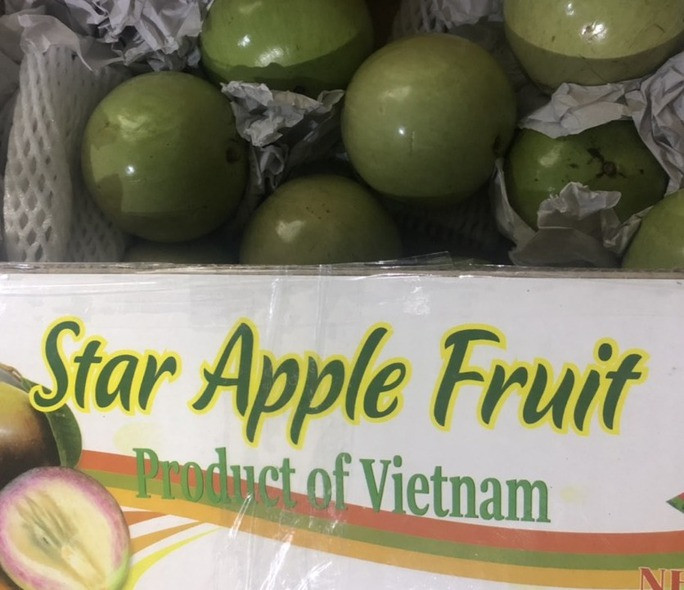 Star Apple Fruit
Product of Vietnam